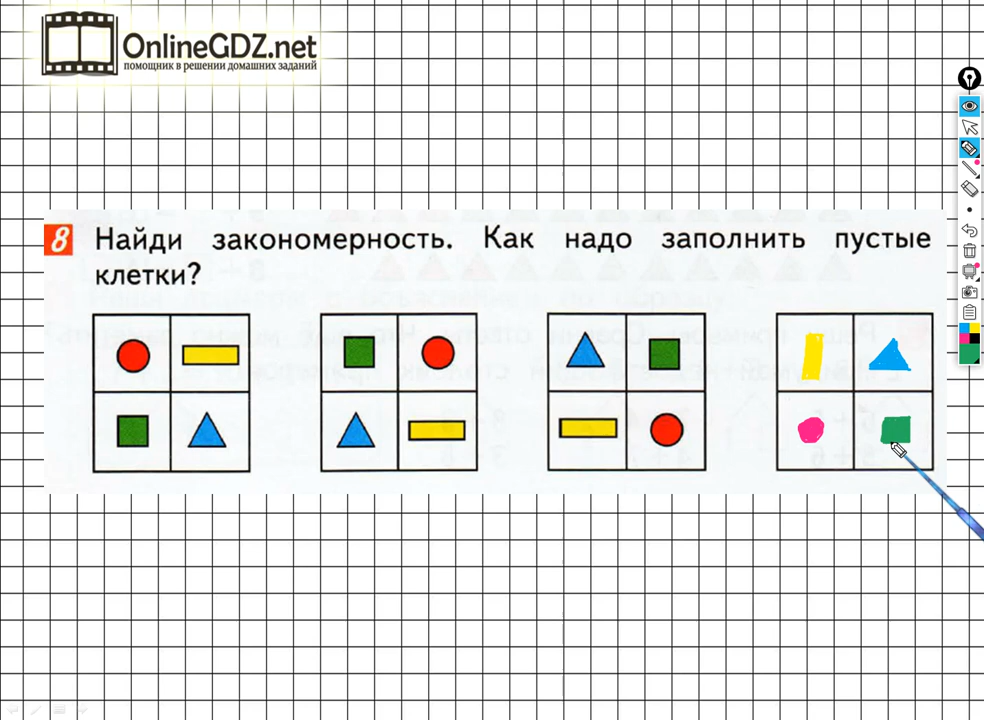 OnlineGDZ.net
помощник в решении домашних заданий
8 Найди закономерность. Как надо заполнить пустые
клетки?